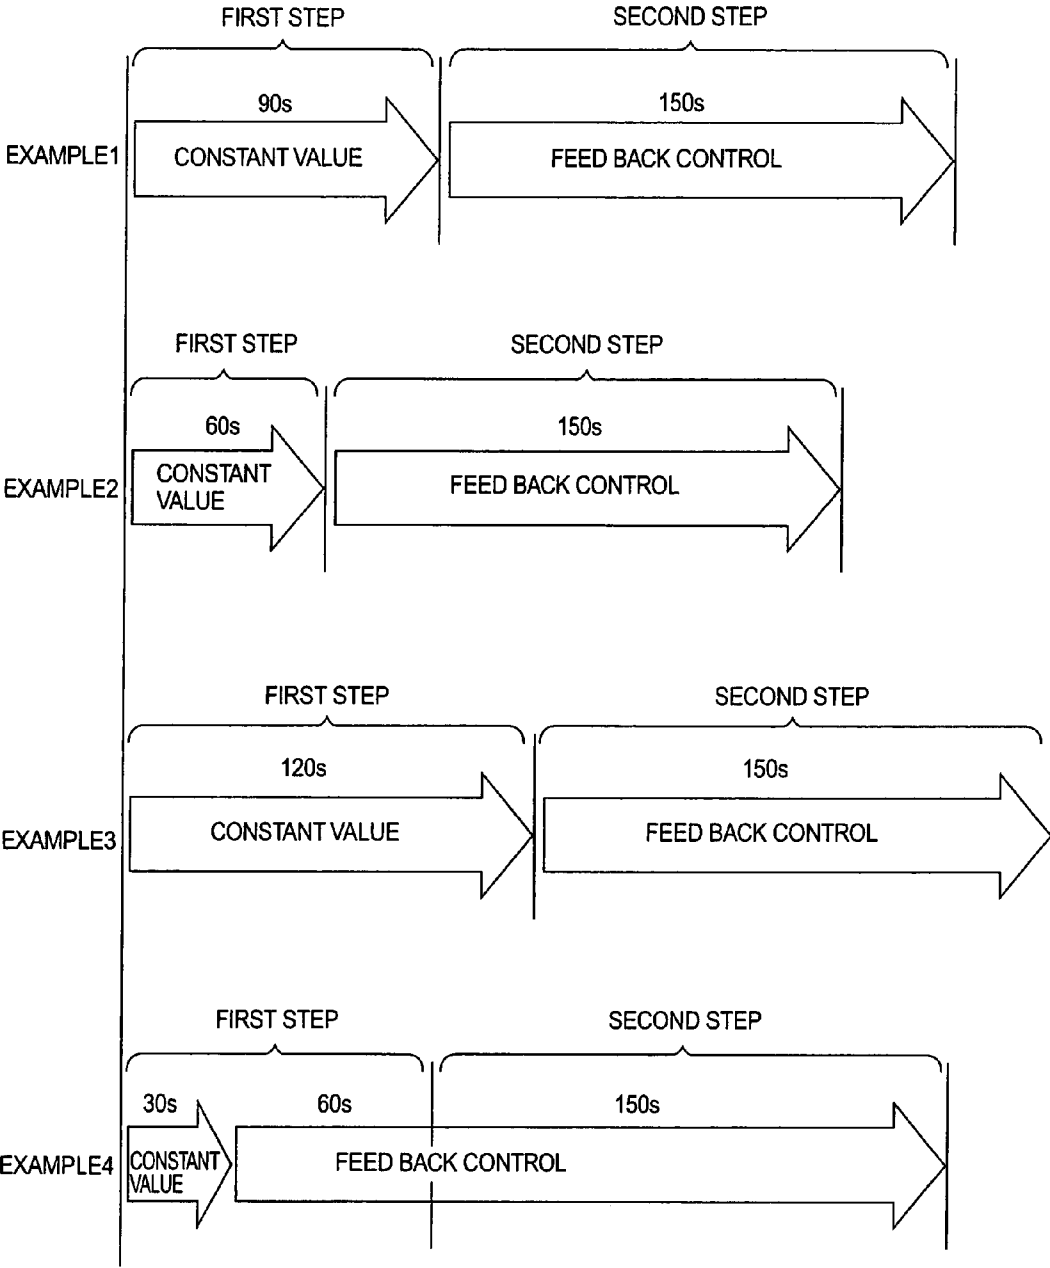 FIRST STEP
SECOND STEP
90s
150s
EXAMPLE1
CONSTANT VALUE
FEED BACK CONTROL
FIRST STEP
SECOND STEP
60s
150s
EXAMPLE2
CONSTANT
VALUE
FEED BACK CONTROL
FIRST STEP
SECOND STEP
120s
150s
EXAMPLE3
CONSTANT VALUE
FEED BACK CONTROL
FIRST STEP
SECOND STEP
30s
60s
150s
EXAMPLE4
CONSTANT
VALUE
FEED BACK CONTROL